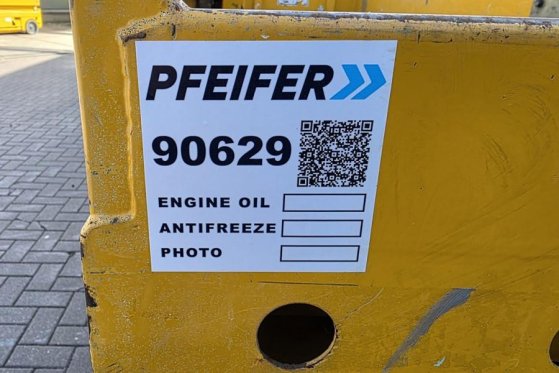 PFEIFER
90629
ENGINE OIL
ANTIFREEZE
PHOTO